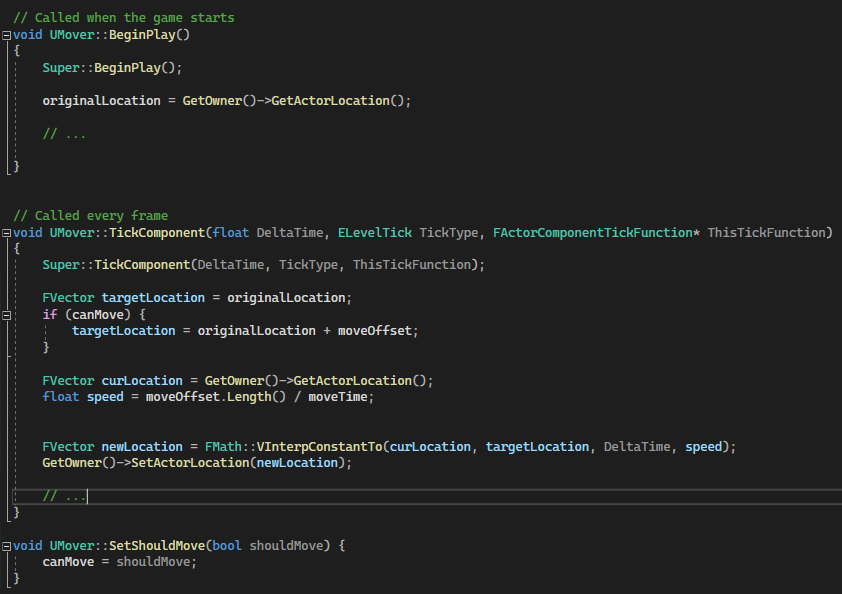 // Called when the game starts
void UMover::BeginPlay()
{
    Super::BeginPlay();
    originalLocation = GetOwner()->GetActorLocation();
    // ...
}
// Called every frame
void UMover::TickComponent(float DeltaTime, ELevelTick TickType, FActorComponentTickFunction* ThisTickFunction)
{
    Super::TickComponent(DeltaTime, TickType, ThisTickFunction);
    FVector targetLocation = originalLocation;
    if (canMove) {
        targetLocation = originalLocation + moveOffset;
    }
    FVector curLocation = GetOwner()->GetActorLocation();
    float speed = moveOffset.Length() / moveTime;
    FVector newLocation = FMath::VInterpConstantTo(curLocation, targetLocation, DeltaTime, speed);
    GetOwner()->SetActorLocation(newLocation);
    // ...
}
void UMover::SetShouldMove(bool shouldMove) {
    canMove = shouldMove;
}